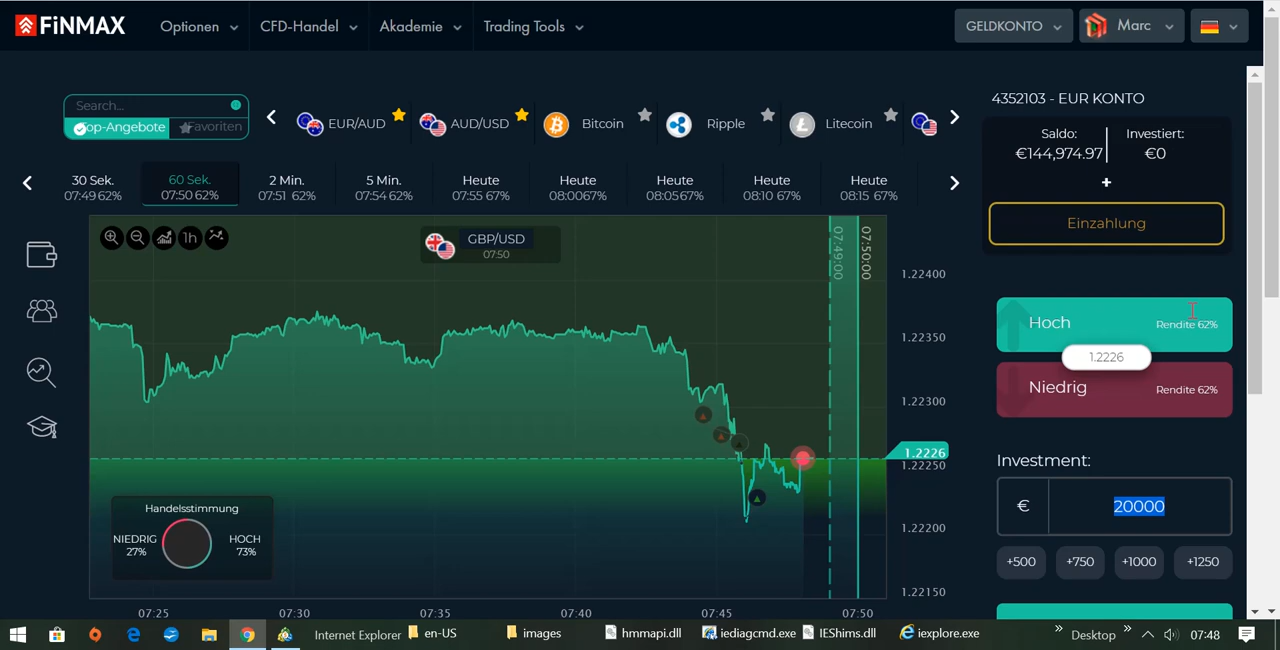 FiNMAX
Optionen
CFD-Handel
Akademie
Trading Tools
GELDKONTO
Marc
Search...
Top-Angebote
Favoriten
EUR/AUD
AUD/USD
Bitcoin
Ripple
Litecoin
30 Sek.
07:49 62%
60 Sek.
07:50 62%
2 Min.
07:51 62%
5 Min.
07:54 62%
Heute
07:55 67%
Heute
08:00 67%
Heute
08:05 67%
Heute
08:10 67%
Heute
08:15 67%
1h
GBP/USD
07:50
07:49:00
07:50:00
1.22400
1.22350
1.22300
1.2226
1.22250
1.22200
1.22150
Handelsstimmung
NIEDRIG
27%
HOCH
73%
07:25
07:30
07:35
07:40
07:45
07:50
4352103 - EUR KONTO
Saldo:
€144,974.97
Investiert:
€0
+
Einzahlung
Hoch
Rendite 62%
1.2226
Niedrig
Rendite 62%
Investment:
€
20000
+500
+750
+1000
+1250
Internet Explorer
en-US
images
hmmapi.dll
iediagcmd.exe
IEShims.dll
iexplore.exe
»
Desktop
»
07:48